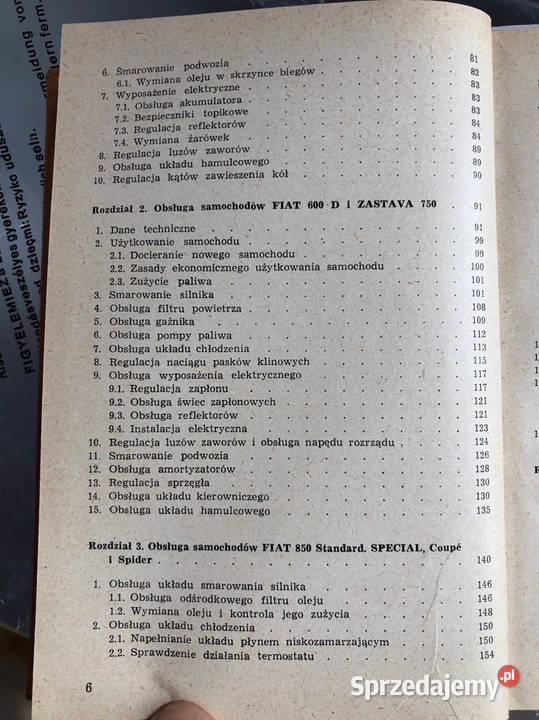 6. Smarowanie podwozia . . . . . 81
6.1. Wymiana oleju w skrzynce biegów . . . . . 82
7. Wyposażenie elektryczne . . . . . 83
7.1. Obsługa akumulatora . . . . . 83
7.2. Bezpieczniki topikowe . . . . . 83
7.3. Regulacja reflektorów . . . . . 84
7.4. Wymiana żarówek . . . . . 84
8. Regulacja luzów zaworów . . . . . 89
9. Obsługa układu hamulcowego . . . . . 89
10. Regulacja kątów zawieszenia kół . . . . . 90
Rozdział 2. Obsługa samochodów FIAT 600 D i ZASTAVA 750 . 91
1. Dane techniczne . . . . . 91
2. Użytkowanie samochodu . . . . . 99
2.1. Docieranie nowego samochodu . . . . . 99
2.2. Zasady ekonomicznego użytkowania samochodu . . . . . 100
2.3. Zużycie paliwa . . . . . 101
3. Smarowanie silnika . . . . . 101
4. Obsługa filtru powietrza . . . . . 108
5. Obsługa gaźnika . . . . . 109
6. Obsługa pompy paliwa . . . . . 112
7. Obsługa układu chłodzenia . . . . . 113
8. Regulacja naciągu pasków klinowych . . . . . 115
9. Obsługa wyposażenia elektrycznego . . . . . 117
9.1. Regulacja zapłonu . . . . . 117
9.2. Obsługa świec zapłonowych . . . . . 121
9.3. Obsługa reflektorów . . . . . 121
9.4. Instalacja elektryczna . . . . . 123
10. Regulacja luzów zaworów i obsługa napędu rozrządu . . . . . 124
11. Smarowanie podwozia . . . . . 126
12. Obsługa amortyzatorów . . . . . 128
13. Regulacja sprzęgła . . . . . 130
14. Obsługa układu kierowniczego . . . . . 130
15. Obsługa układu hamulcowego . . . . . 135
Rozdział 3. Obsługa samochodów FIAT 850 Standard. SPECIAL, Coupé
i Spider . . . . . 140
1. Obsługa układu smarowania silnika . . . . . 146
1.1. Obsługa odśrodkowego filtru oleju . . . . . 146
1.2. Wymiana oleju i kontrola jego zużycia . . . . . 148
2. Obsługa układu chłodzenia . . . . . 150
2.1. Napełnianie układu płynem niskozamarzającym . . . . . 150
2.2. Sprawdzenie działania termostatu . . . . . 154
6
Sprzedajemy.pl